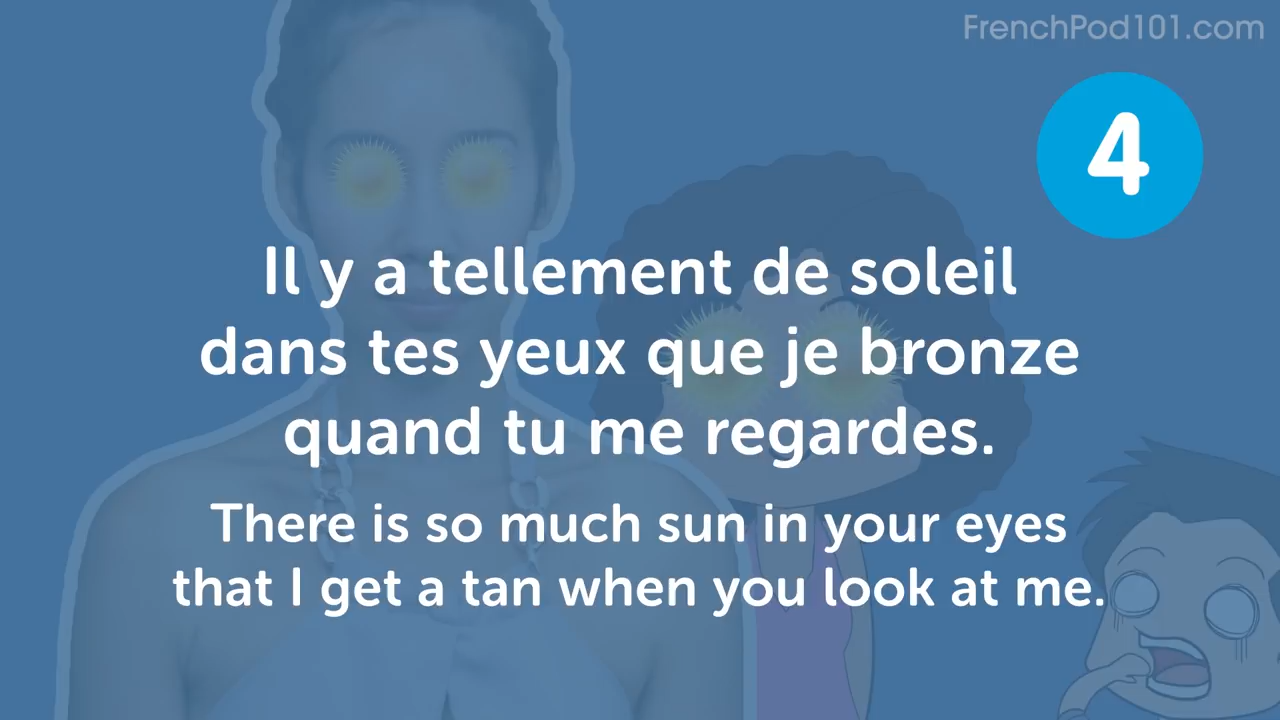 FrenchPod101.com
4
Il y a tellement de soleil
dans tes yeux que je bronze
quand tu me regardes.
There is so much sun in your eyes
that I get a tan when you look at me.